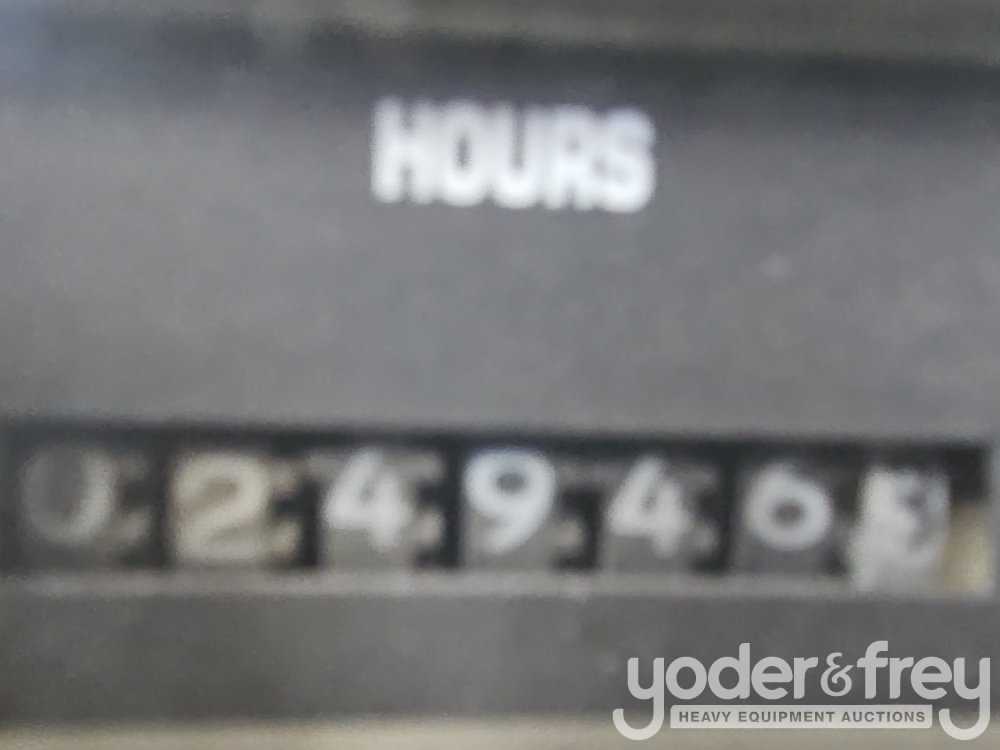 HOURS
024946
yoder&frey
HEAVY EQUIPMENT AUCTIONS